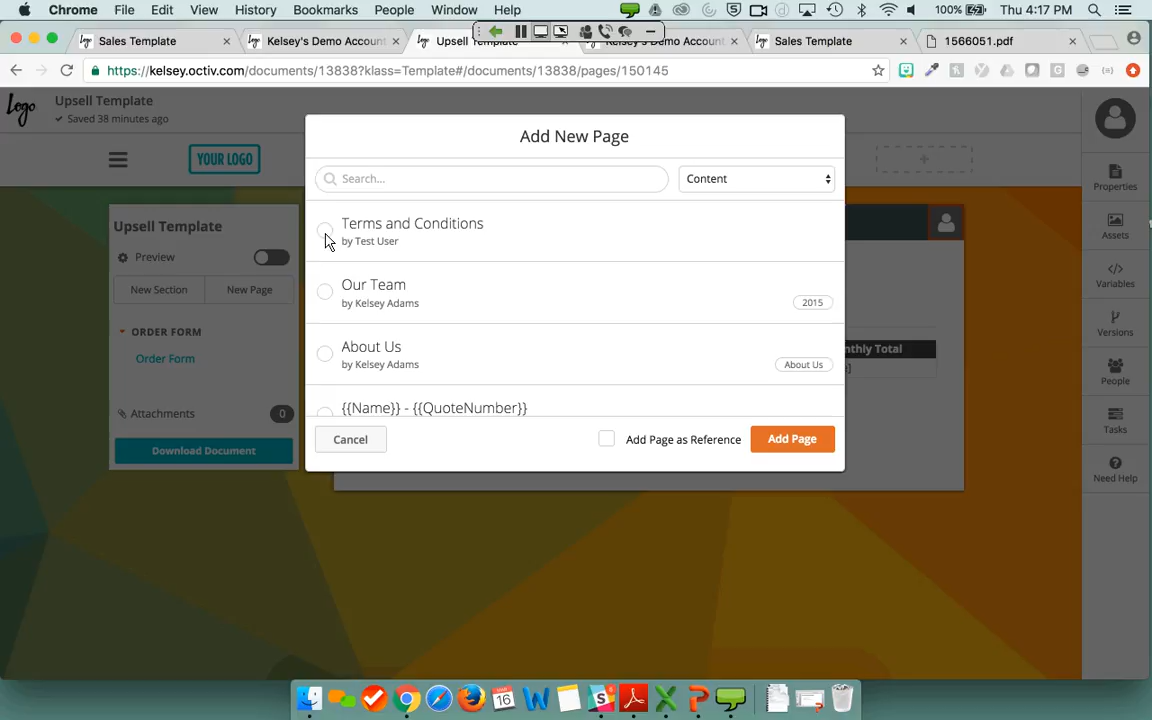 Chrome File Edit View History Bookmarks People Window Help 100% Thu 4:17 PM
Sales Template Kelsey's Demo Account Upsell Template Kelsey's Demo Account Sales Template 1566051.pdf
https://kelsey.octiv.com/documents/13838?klass=Template#/documents/13838/pages/150145
Logo
Upsell Template
Saved 38 minutes ago
YOUR LOGO
Add New Page
Search...
Content
Terms and Conditions
by Test User
Our Team
by Kelsey Adams
2015
About Us
by Kelsey Adams
About Us
{{Name}} - {{QuoteNumber}}
Cancel
Add Page as Reference
Add Page
Upsell Template
Preview
New Section New Page
ORDER FORM
Order Form
Attachments 0
Download Document
nthly Total
Properties
Assets
Variables
Versions
People
Tasks
Need Help
16